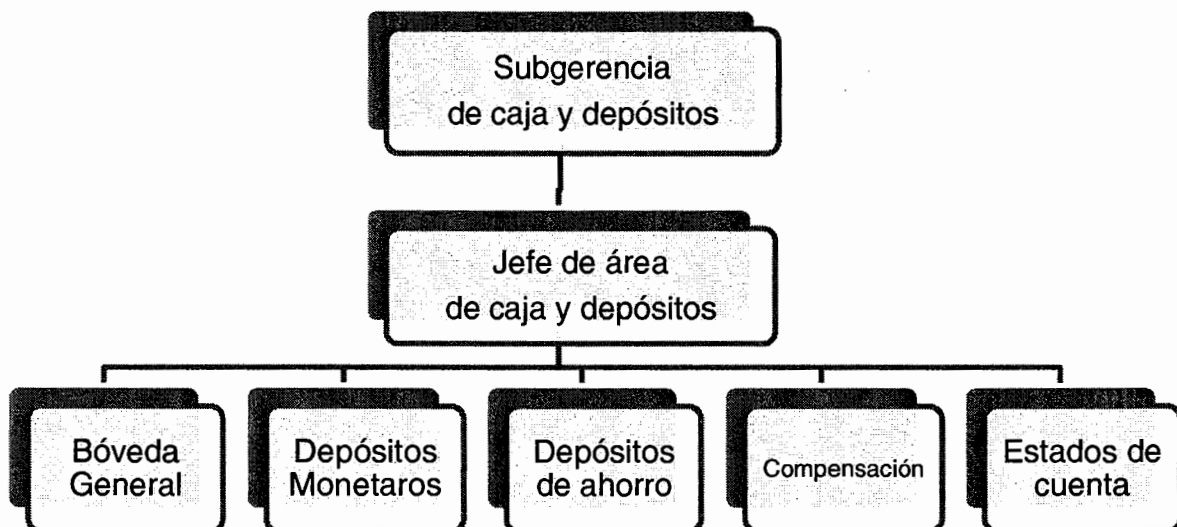 Subgerencia
de caja y depósitos
Jefe de área
de caja y depósitos
Bóveda
General
Depósitos
Monetaros
Depósitos
de ahorro
Compensación
Estados de
cuenta